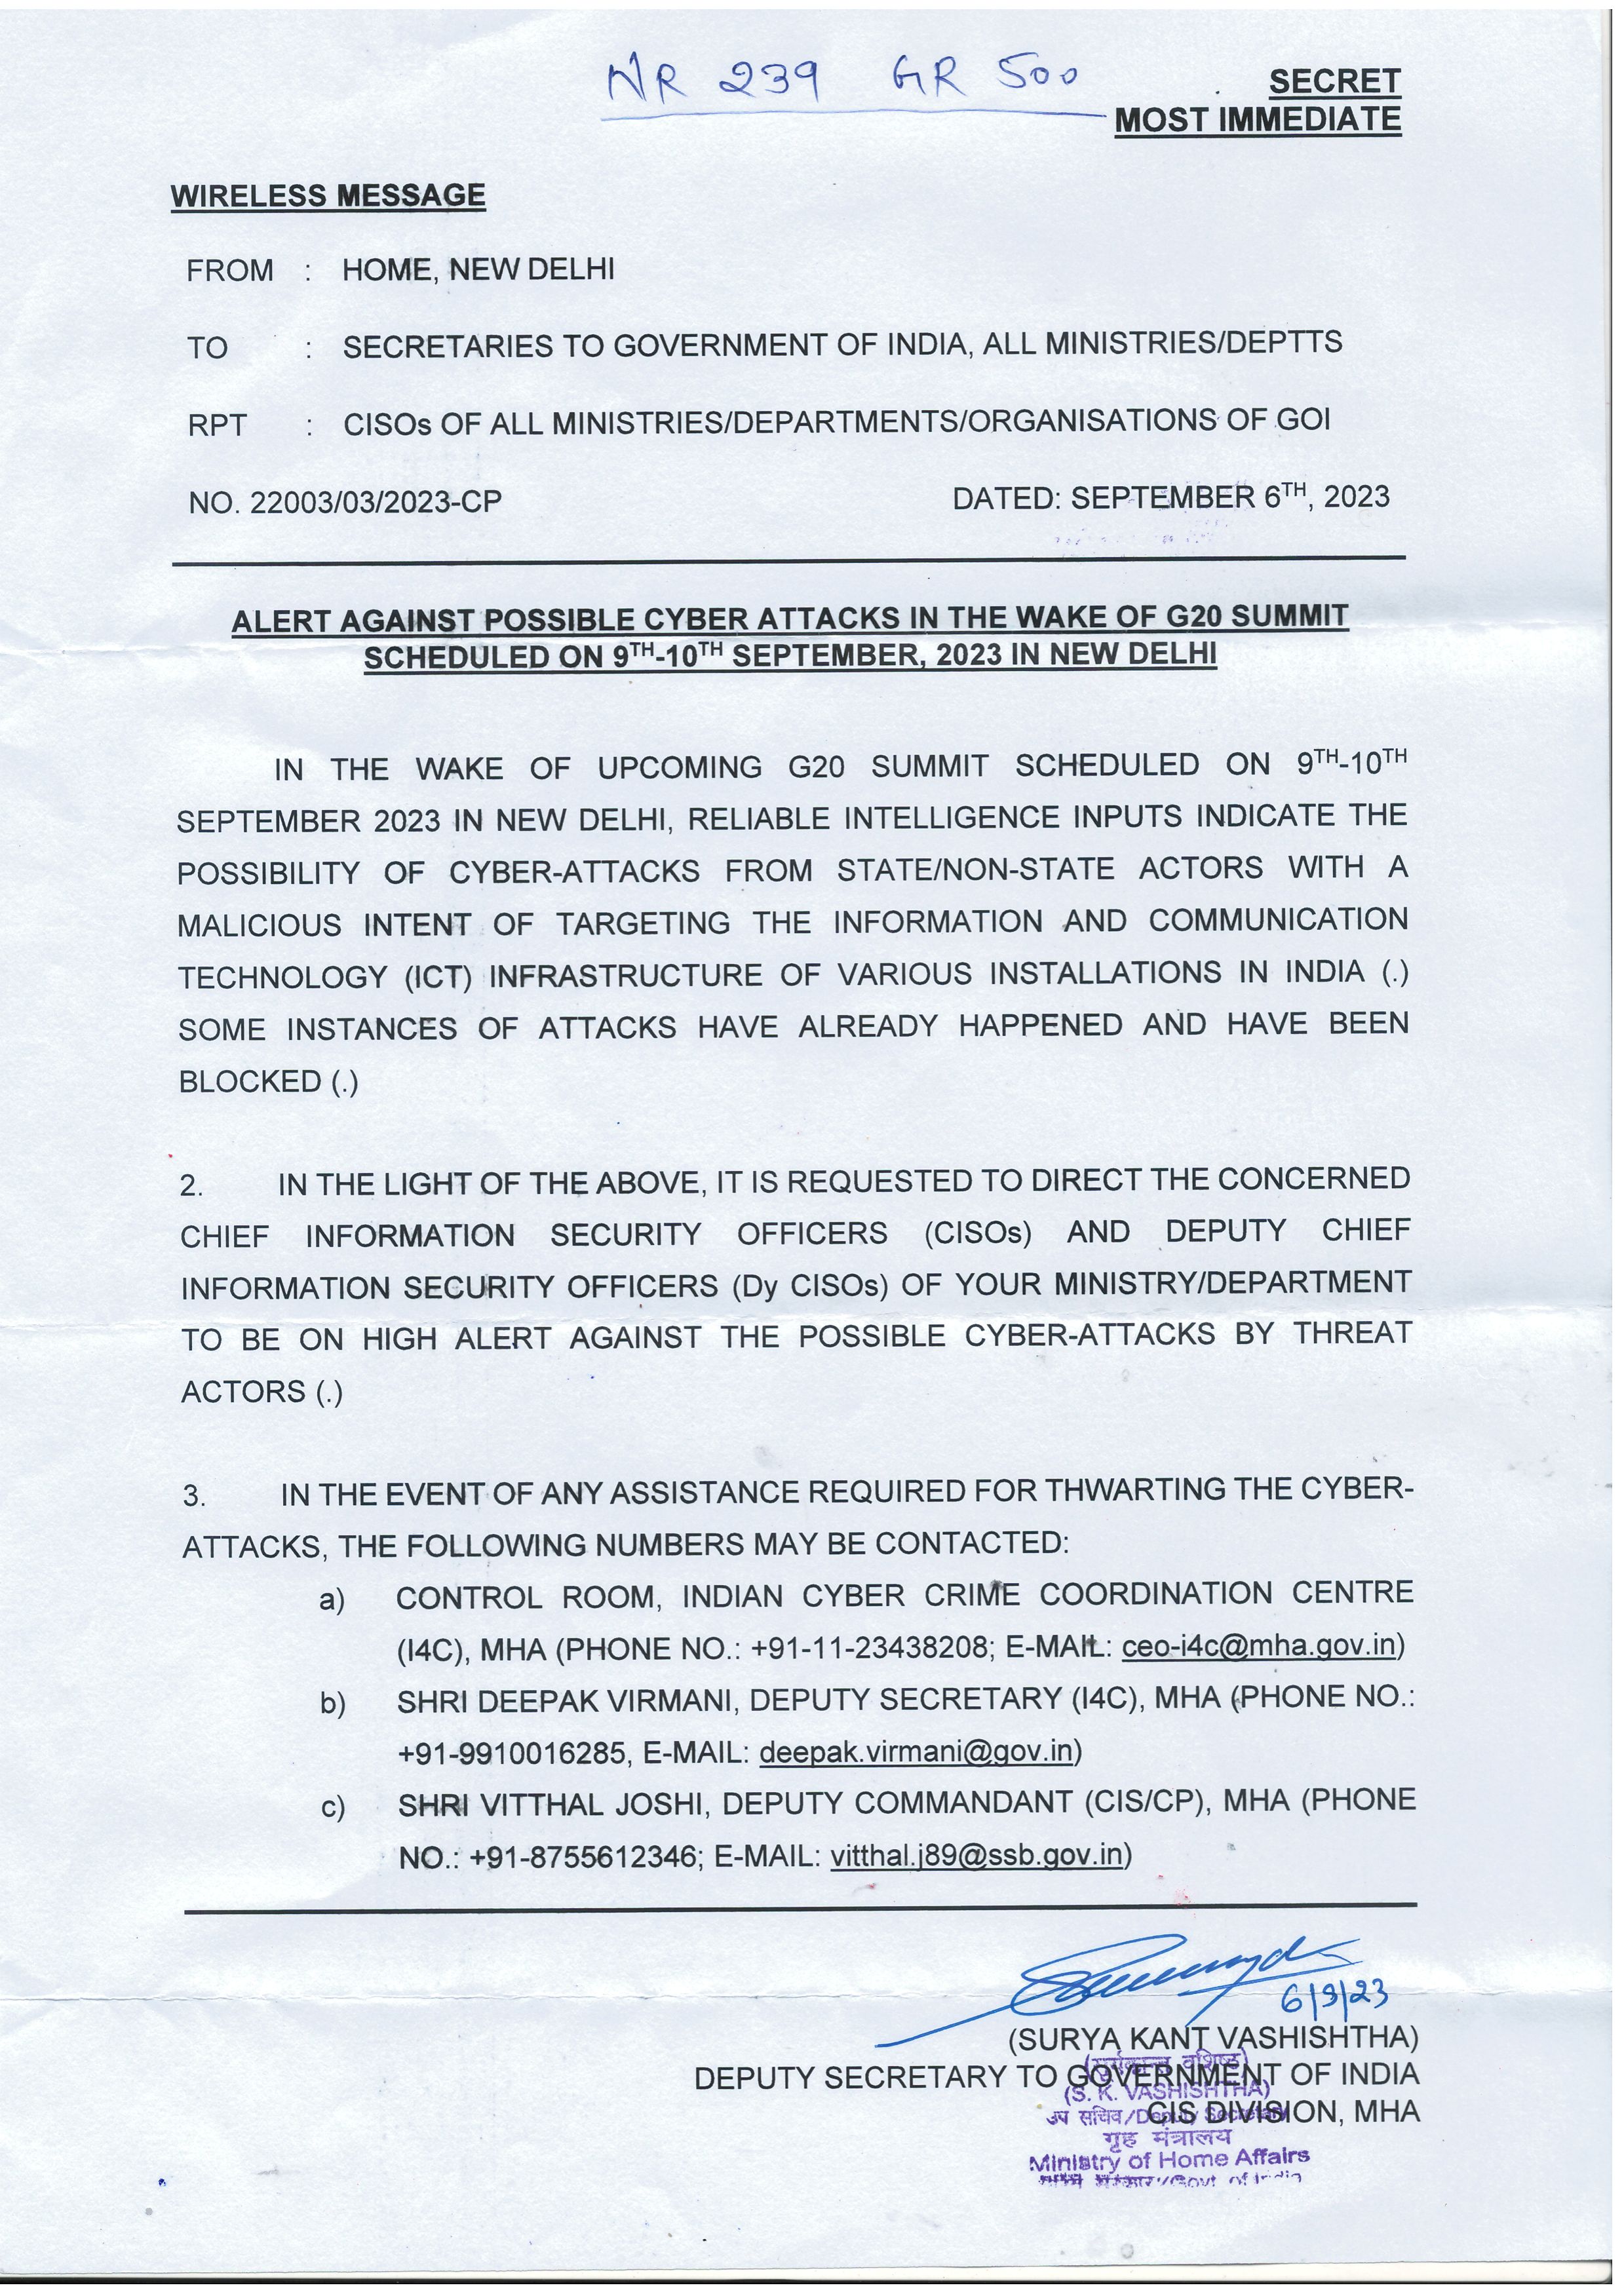 NR 239 GR 500
SECRET
MOST IMMEDIATE
WIRELESS MESSAGE
FROM : HOME, NEW DELHI
TO : SECRETARIES TO GOVERNMENT OF INDIA, ALL MINISTRIES/DEPTTS
RPT : CISOs OF ALL MINISTRIES/DEPARTMENTS/ORGANISATIONS OF GOI
NO. 22003/03/2023-CP DATED: SEPTEMBER 6TH, 2023
ALERT AGAINST POSSIBLE CYBER ATTACKS IN THE WAKE OF G20 SUMMIT
SCHEDULED ON 9TH-10TH SEPTEMBER, 2023 IN NEW DELHI
IN THE WAKE OF UPCOMING G20 SUMMIT SCHEDULED ON 9TH-10TH
SEPTEMBER 2023 IN NEW DELHI, RELIABLE INTELLIGENCE INPUTS INDICATE THE
POSSIBILITY OF CYBER-ATTACKS FROM STATE/NON-STATE ACTORS WITH A
MALICIOUS INTENT OF TARGETING THE INFORMATION AND COMMUNICATION
TECHNOLOGY (ICT) INFRASTRUCTURE OF VARIOUS INSTALLATIONS IN INDIA (.)
SOME INSTANCES OF ATTACKS HAVE ALREADY HAPPENED AND HAVE BEEN
BLOCKED (.)
2. IN THE LIGHT OF THE ABOVE, IT IS REQUESTED TO DIRECT THE CONCERNED
CHIEF INFORMATION SECURITY OFFICERS (CISOs) AND DEPUTY CHIEF
INFORMATION SECURITY OFFICERS (Dy CISOs) OF YOUR MINISTRY/DEPARTMENT
TO BE ON HIGH ALERT AGAINST THE POSSIBLE CYBER-ATTACKS BY THREAT
ACTORS (.)
3. IN THE EVENT OF ANY ASSISTANCE REQUIRED FOR THWARTING THE CYBER-
ATTACKS, THE FOLLOWING NUMBERS MAY BE CONTACTED:
a) CONTROL ROOM, INDIAN CYBER CRIME COORDINATION CENTRE
(I4C), MHA (PHONE NO.: +91-11-23438208; E-MAIL: ceo-i4c@mha.gov.in)
b) SHRI DEEPAK VIRMANI, DEPUTY SECRETARY (I4C), MHA (PHONE NO.:
+91-9910016285, E-MAIL: deepak.virmani@gov.in)
c) SHRI VITTHAL JOSHI, DEPUTY COMMANDANT (CIS/CP), MHA (PHONE
NO.: +91-8755612346; E-MAIL: vitthal.j89@ssb.gov.in)
6/9/23
(SURYA KANT VASHISHTHA)
DEPUTY SECRETARY TO GOVERNMENT OF INDIA
CIS DIVISION, MHA
(सूर्यकान्त वशिष्ठ)
(S. K. VASHISHTHA)
उप सचिव/Deputy Secretary
गृह मंत्रालय
Ministry of Home Affairs
/Govt. of India